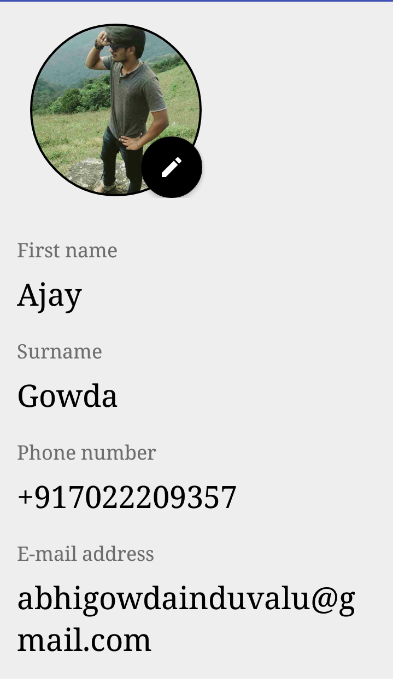 First name
Ajay
Surname
Gowda
Phone number
+917022209357
E-mail address
abhigowdainduvalu@g
mail.com